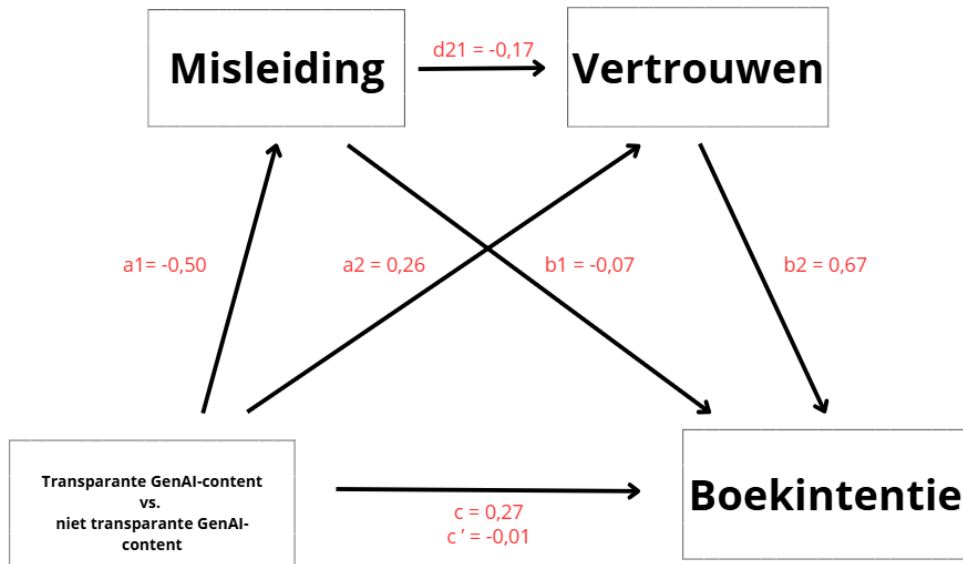 Misleiding
d21 = -0,17
Vertrouwen
a1= -0,50
a2 = 0,26
b1 = -0,07
b2 = 0,67
Transparante GenAI-content
vs.
niet transparante GenAI-
content
c = 0,27
c ’ = -0,01
Boekintentie